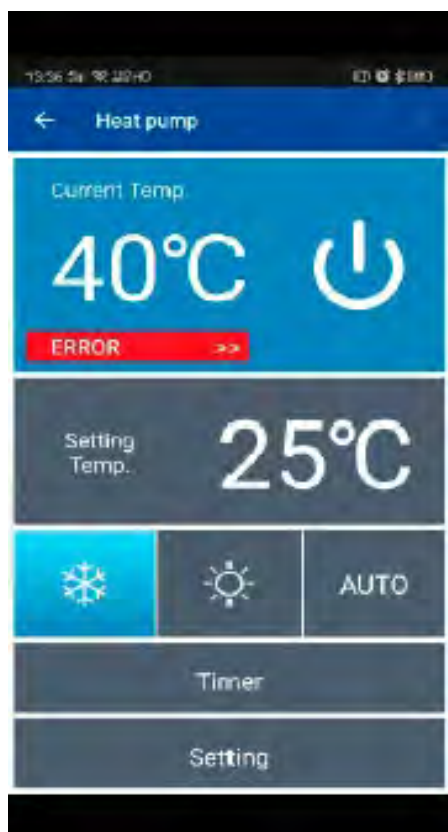 Heat pump
Current Temp
40°C
ERROR >>
Setting
Temp.
25°C
AUTO
Timer
Setting